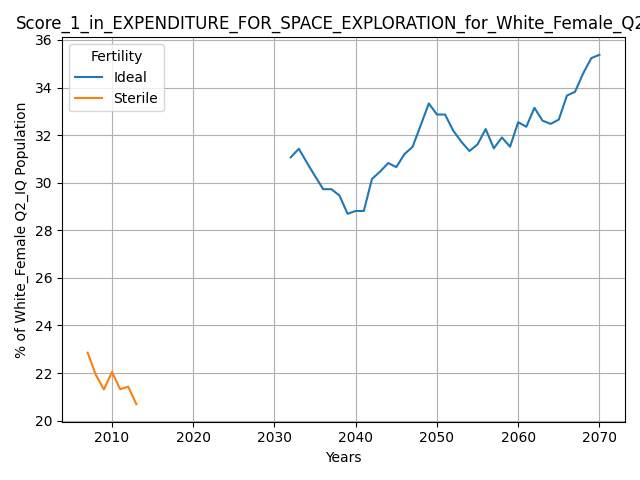 Score_1_in_EXPENDITURE_FOR_SPACE_EXPLORATION_for_White_Female_Q2
36
34
32
30
28
26
24
22
20
Fertility
Ideal
Sterile
% of White_Female Q2_IQ Population
2010 2020 2030 2040 2050 2060 2070
Years